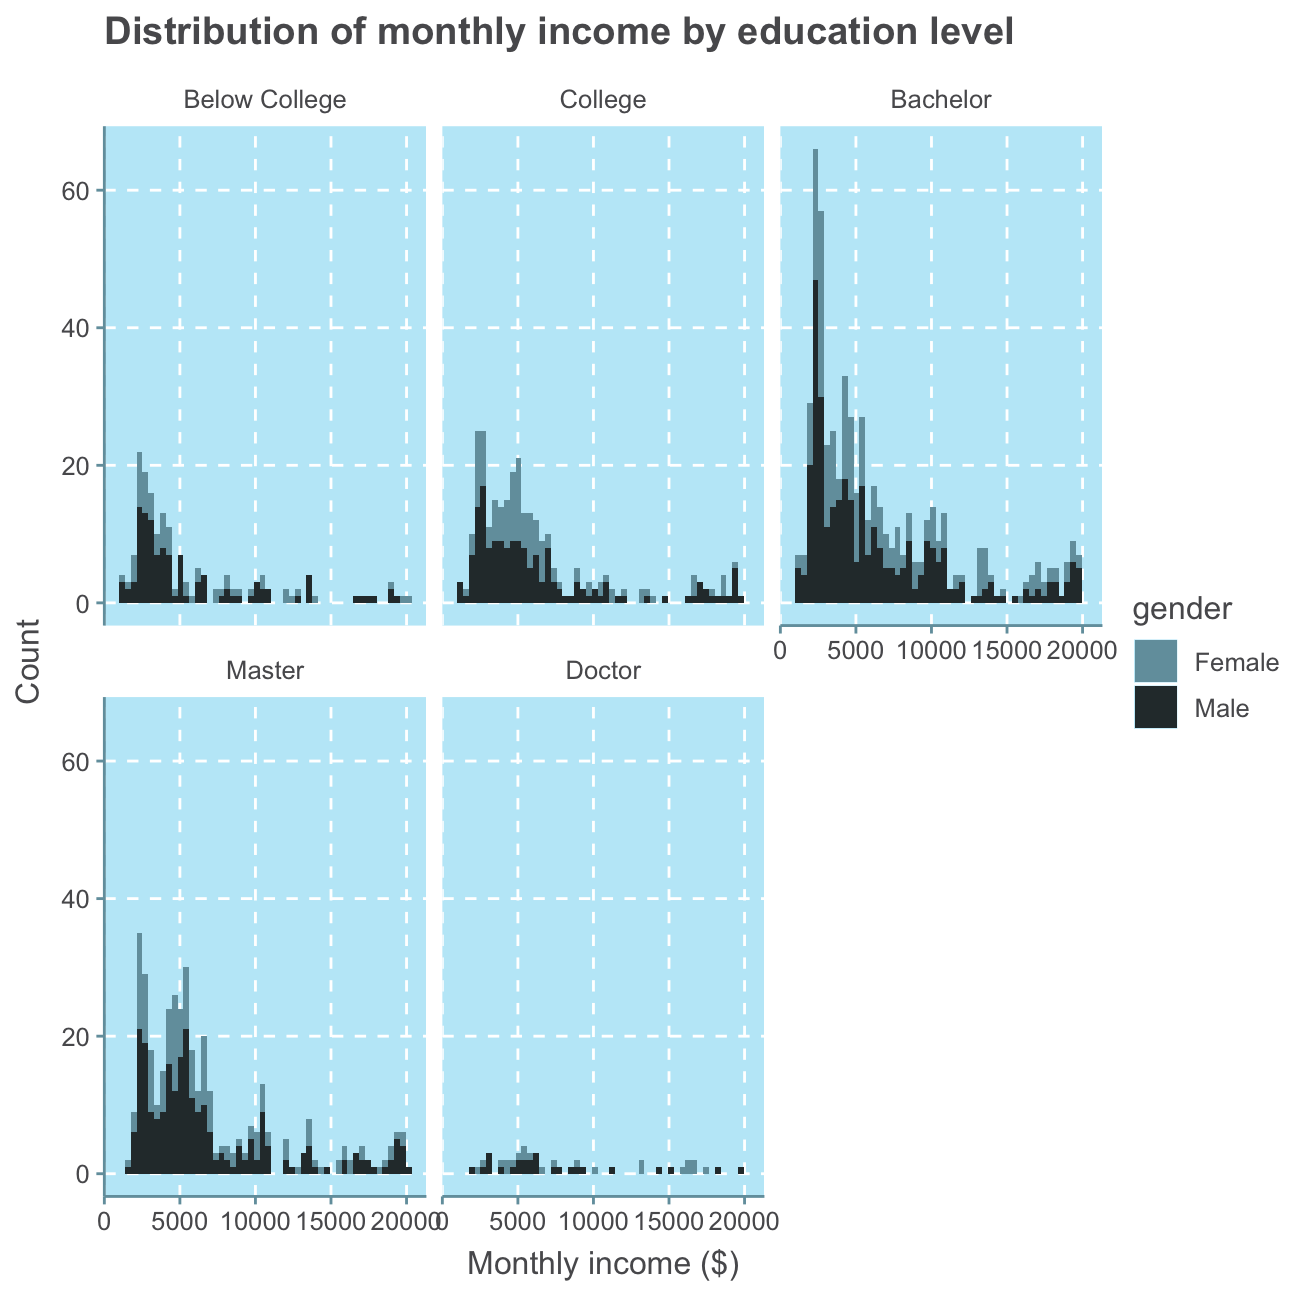 Distribution of monthly income by education level
Below College College Bachelor
60
40
20
0
0 5000 10000 15000 20000
Count
gender
Female
Male
Master Doctor
60
40
20
0
0 5000 10000 15000 20000 0 5000 10000 15000 20000
Monthly income ($)